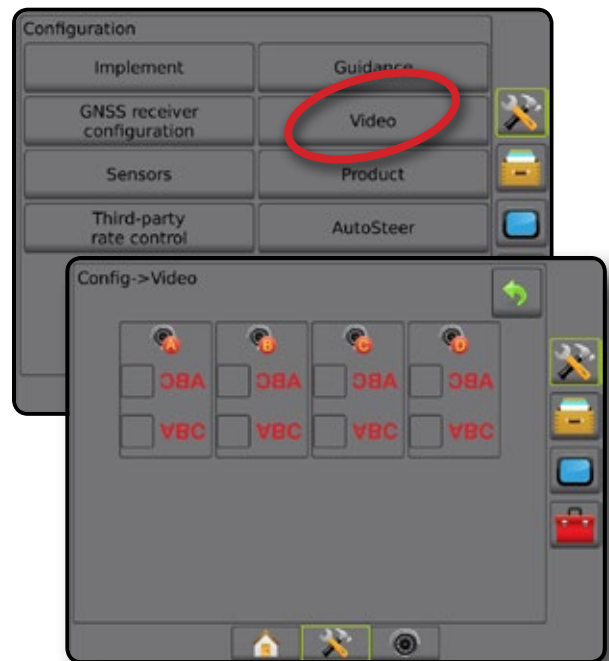 Configuration
Implement
Guidance
GNSS receiver
configuration
Video
Sensors
Product
Third-party
rate control
AutoSteer
Config->Video
A B C D
ABC ABC ABC ABC
ABC ABC ABC ABC